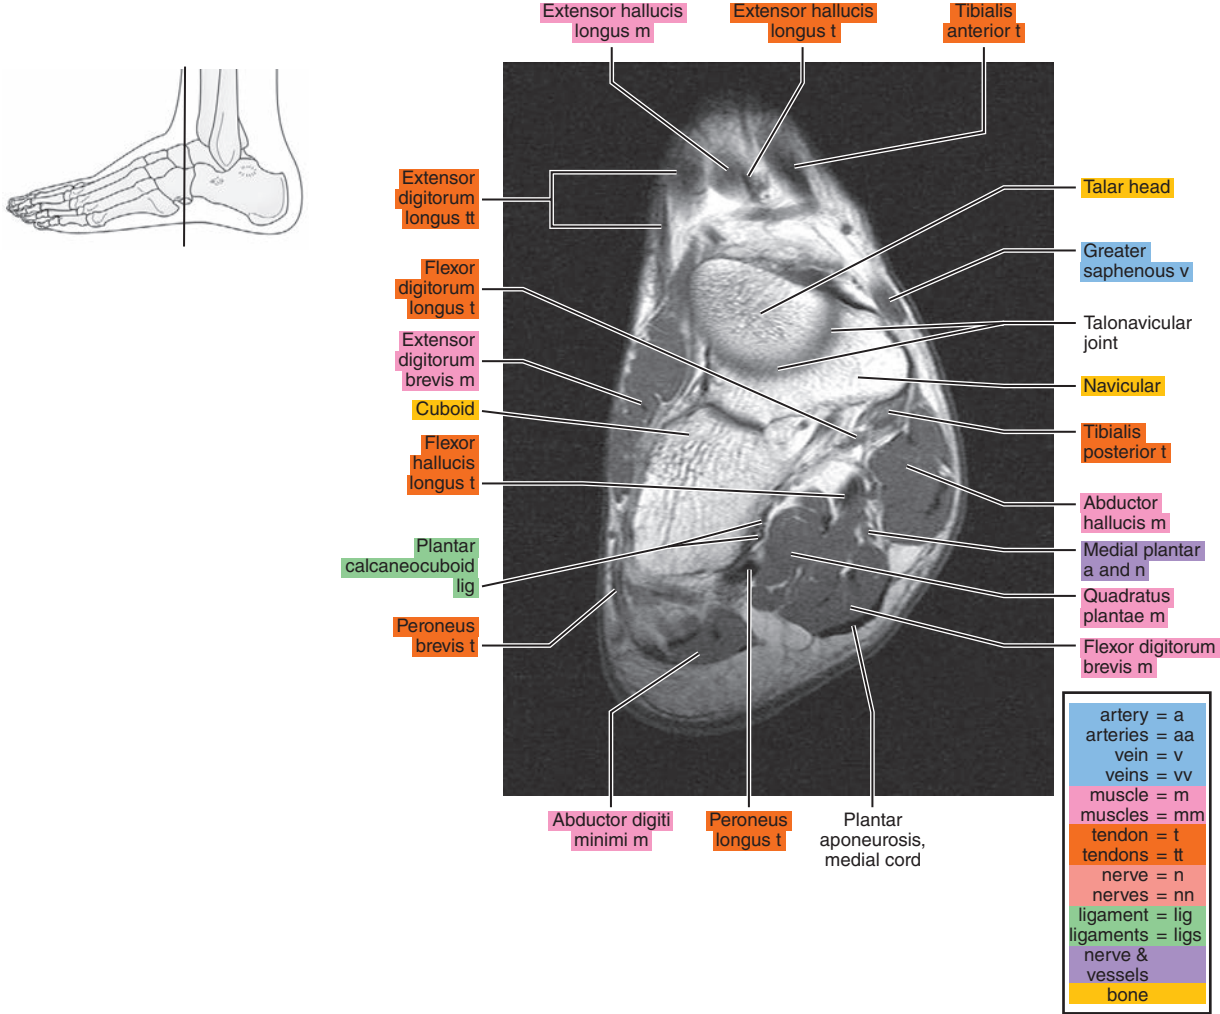 Extensor hallucis
longus m
Extensor hallucis
longus t
Tibialis
anterior t
Extensor
digitorum
longus tt
Flexor
digitorum
longus t
Extensor
digitorum
brevis m
Cuboid
Flexor
hallucis
longus t
Plantar
calcaneocuboid
lig
Peroneus
brevis t
Talar head
Greater
saphenous v
Talonavicular
joint
Navicular
Tibialis
posterior t
Abductor
hallucis m
Medial plantar
a and n
Quadratus
plantae m
Flexor digitorum
brevis m
Abductor digiti
minimi m
Peroneus
longus t
Plantar
aponeurosis,
medial cord
artery = a
arteries = aa
vein = v
veins = vv
muscle = m
muscles = mm
tendon = t
tendons = tt
nerve = n
nerves = nn
ligament = lig
ligaments = ligs
nerve &
vessels
bone